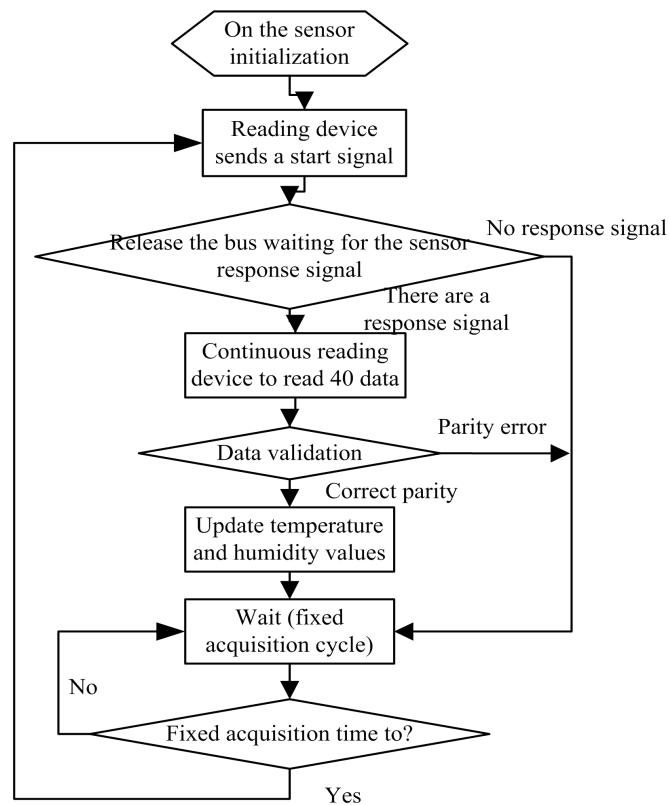 On the sensor
initialization
Reading device
sends a start signal
No response signal
Release the bus waiting for the sensor
response signal
There are a
response signal
Continuous reading
device to read 40 data
Parity error
Data validation
Correct parity
Update temperature
and humidity values
Wait (fixed
acquisition cycle)
No
Fixed acquisition time to?
Yes